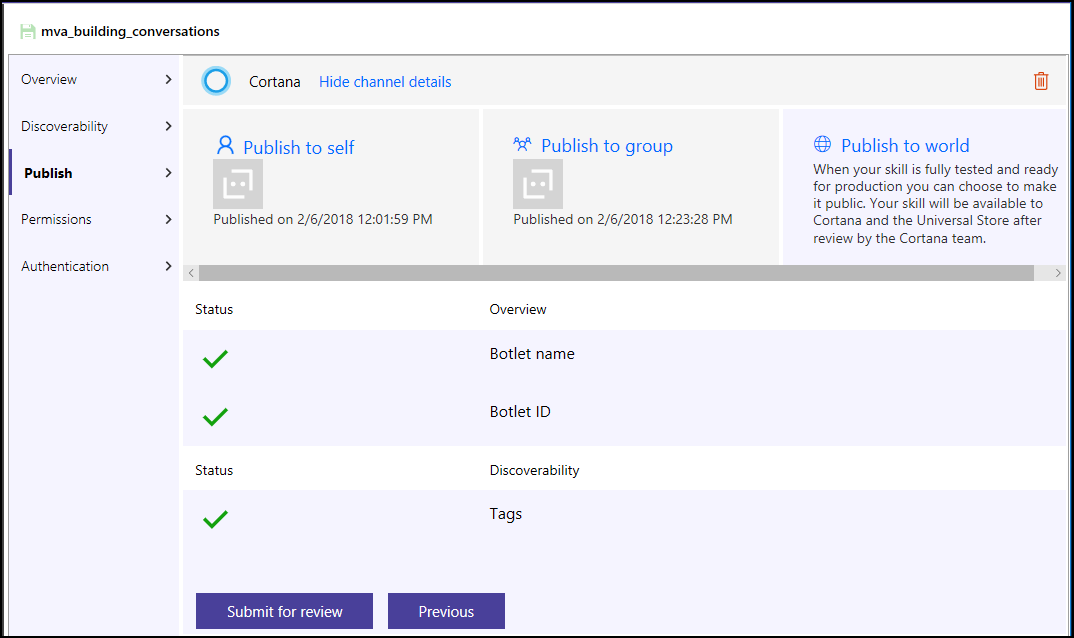 mva_building_conversations
Overview
Discoverability
Publish
Permissions
Authentication
Cortana Hide channel details
Publish to self
Published on 2/6/2018 12:01:59 PM
Publish to group
Published on 2/6/2018 12:23:28 PM
Publish to world
When your skill is fully tested and ready
for production you can choose to make
it public. Your skill will be available to
Cortana and the Universal Store after
review by the Cortana team.
Status Overview
Botlet name
Botlet ID
Status Discoverability
Tags
Submit for review Previous